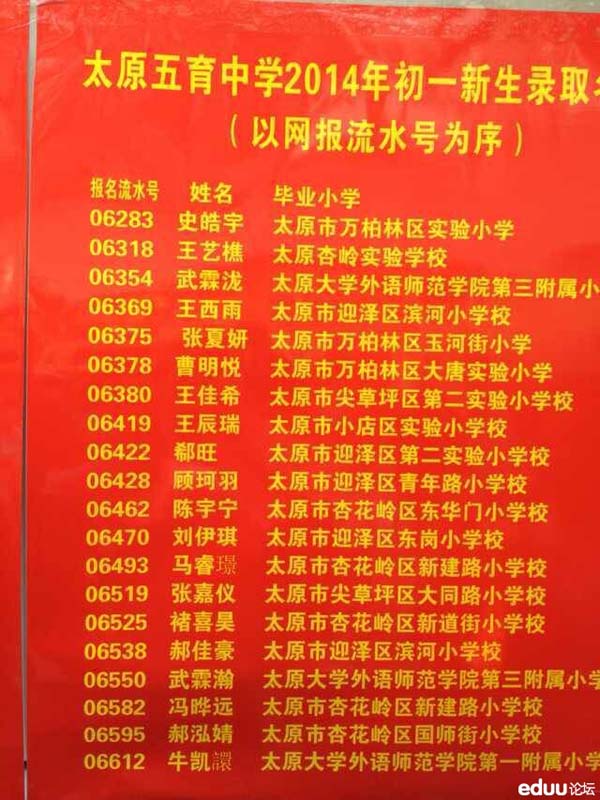 太原五育中学2014年初一新生录取名
（以网报流水号为序）
报名流水号 姓名 毕业小学
06283 史皓宇 太原市万柏林区实验小学
06318 王艺樵 太原杏岭实验学校
06354 武霖泷 太原大学外语师范学院第三附属小
06369 王西雨 太原市迎泽区滨河小学校
06375 张夏妍 太原市万柏林区玉河街小学
06378 曹明悦 太原市万柏林区大唐实验小学
06380 王佳希 太原市尖草坪区第二实验小学校
06419 王辰瑞 太原市小店区实验小学校
06422 郗旺 太原市迎泽区第二实验小学校
06428 顾珂羽 太原市迎泽区青年路小学校
06462 陈宇宁 太原市杏花岭区东华门小学校
06470 刘伊琪 太原市迎泽区东岗小学校
06493 马睿璟 太原市杏花岭区新建路小学校
06519 张嘉仪 太原市尖草坪区大同路小学校
06525 褚喜昊 太原市杏花岭区新道街小学校
06538 郝佳豪 太原市迎泽区滨河小学校
06550 武霖瀚 太原大学外语师范学院第三附属小学
06582 冯晔远 太原市杏花岭区新建路小学校
06595 郝泓婧 太原市杏花岭区国师街小学校
06612 牛凯譞 太原大学外语师范学院第一附属小学
eduu论坛